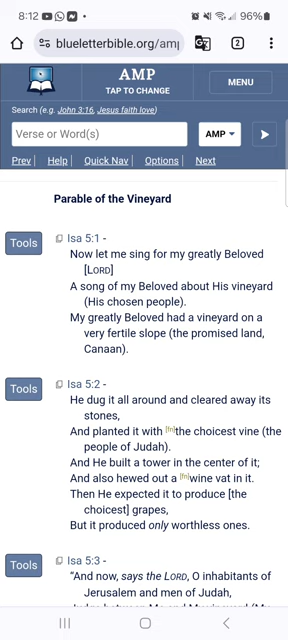 8:12
96%
blueletterbible.org/amp
2
AMP
TAP TO CHANGE
MENU
Search (e.g. John 3:16, Jesus faith love)
Verse or Word(s)
AMP
Prev | Help | Quick Nav | Options | Next
Parable of the Vineyard
Tools
Isa 5:1 -
Now let me sing for my greatly Beloved
[LORD]
A song of my Beloved about His vineyard
(His chosen people).
My greatly Beloved had a vineyard on a
very fertile slope (the promised land,
Canaan).
Tools
Isa 5:2 -
He dug it all around and cleared away its
stones,
And planted it with [fn]the choicest vine (the
people of Judah).
And He built a tower in the center of it;
And also hewed out a [fn]wine vat in it.
Then He expected it to produce [the
choicest] grapes,
But it produced only worthless ones.
Tools
Isa 5:3 -
“And now, says the LORD, O inhabitants of
Jerusalem and men of Judah,